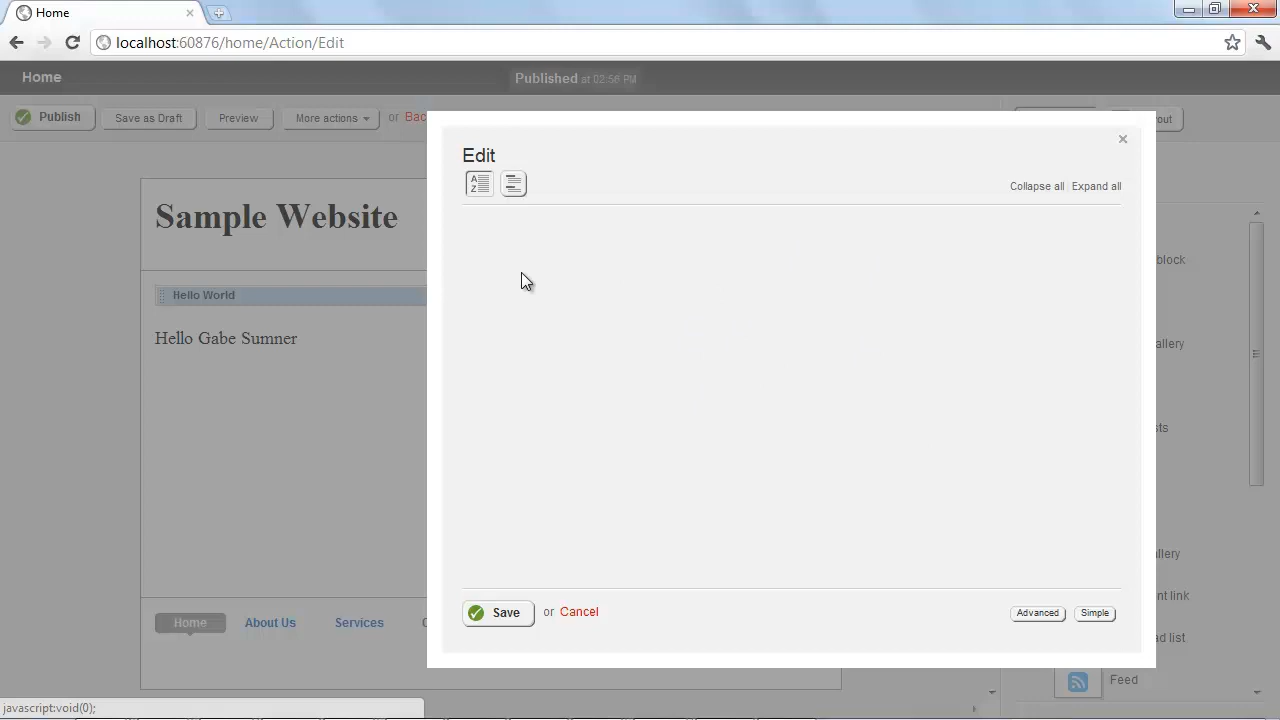 Home
localhost:60876/home/Action/Edit
Home
Published at 02:56 PM
Publish
Save as Draft
Preview
More actions
or Bac
out
Edit
A
Z
Collapse all
Expand all
Sample Website
Hello World
Hello Gabe Sumner
block
allery
sts
allery
nt link
ad list
Feed
Save
or Cancel
Advanced
Simple
Home
About Us
Services
javascript:void(0);